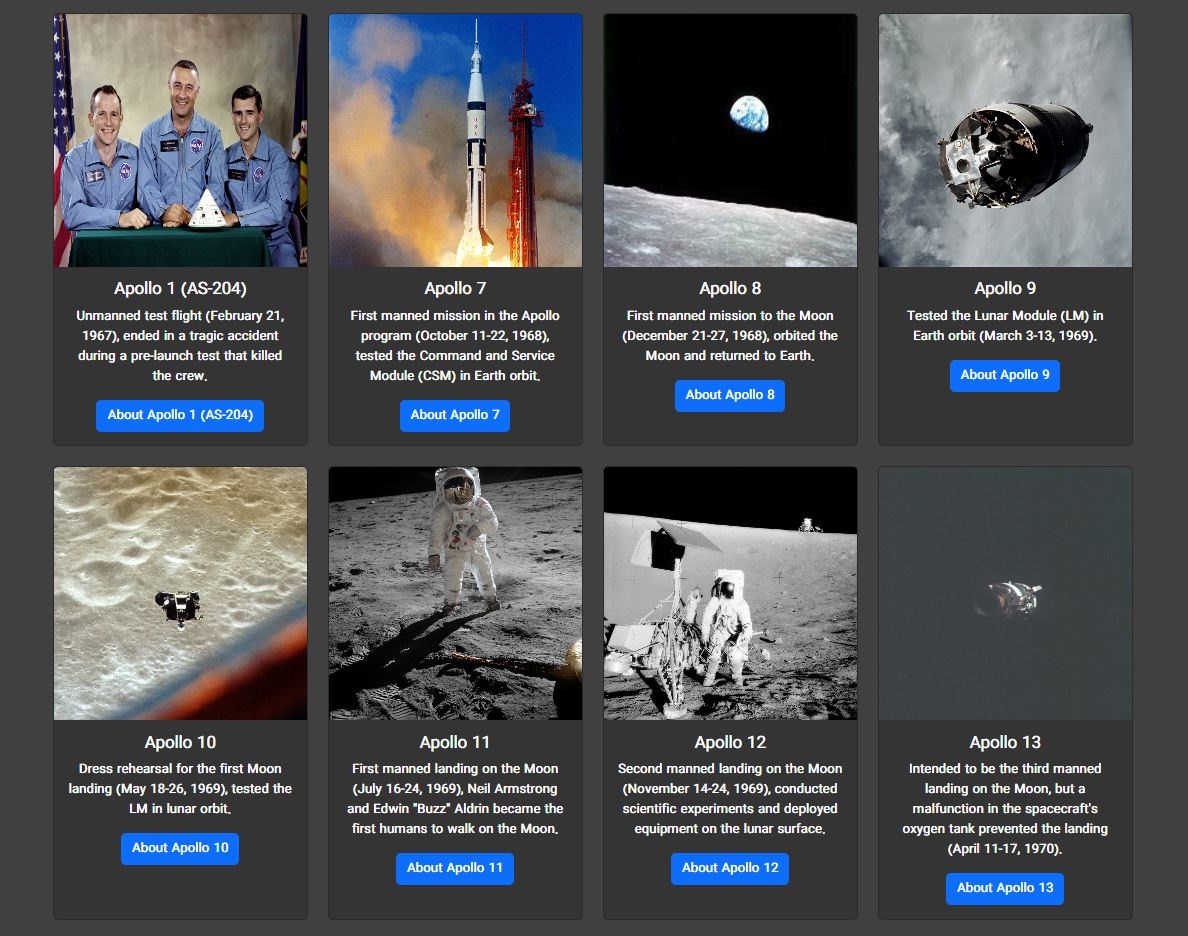 Apollo 1 (AS-204)
Unmanned test flight (February 21,
1967), ended in a tragic accident
during a pre-launch test that killed
the crew.
About Apollo 1 (AS-204)
Apollo 7
First manned mission in the Apollo
program (October 11-22, 1968),
tested the Command and Service
Module (CSM) in Earth orbit.
About Apollo 7
Apollo 8
First manned mission to the Moon
(December 21-27, 1968), orbited the
Moon and returned to Earth.
About Apollo 8
Apollo 9
Tested the Lunar Module (LM) in
Earth orbit (March 3-13, 1969).
About Apollo 9
Apollo 10
Dress rehearsal for the first Moon
landing (May 18-26, 1969), tested the
LM in lunar orbit.
About Apollo 10
Apollo 11
First manned landing on the Moon
(July 16-24, 1969), Neil Armstrong
and Edwin "Buzz" Aldrin became the
first humans to walk on the Moon.
About Apollo 11
Apollo 12
Second manned landing on the Moon
(November 14-24, 1969), conducted
scientific experiments and deployed
equipment on the lunar surface.
About Apollo 12
Apollo 13
Intended to be the third manned
landing on the Moon, but a
malfunction in the spacecraft's
oxygen tank prevented the landing
(April 11-17, 1970).
About Apollo 13